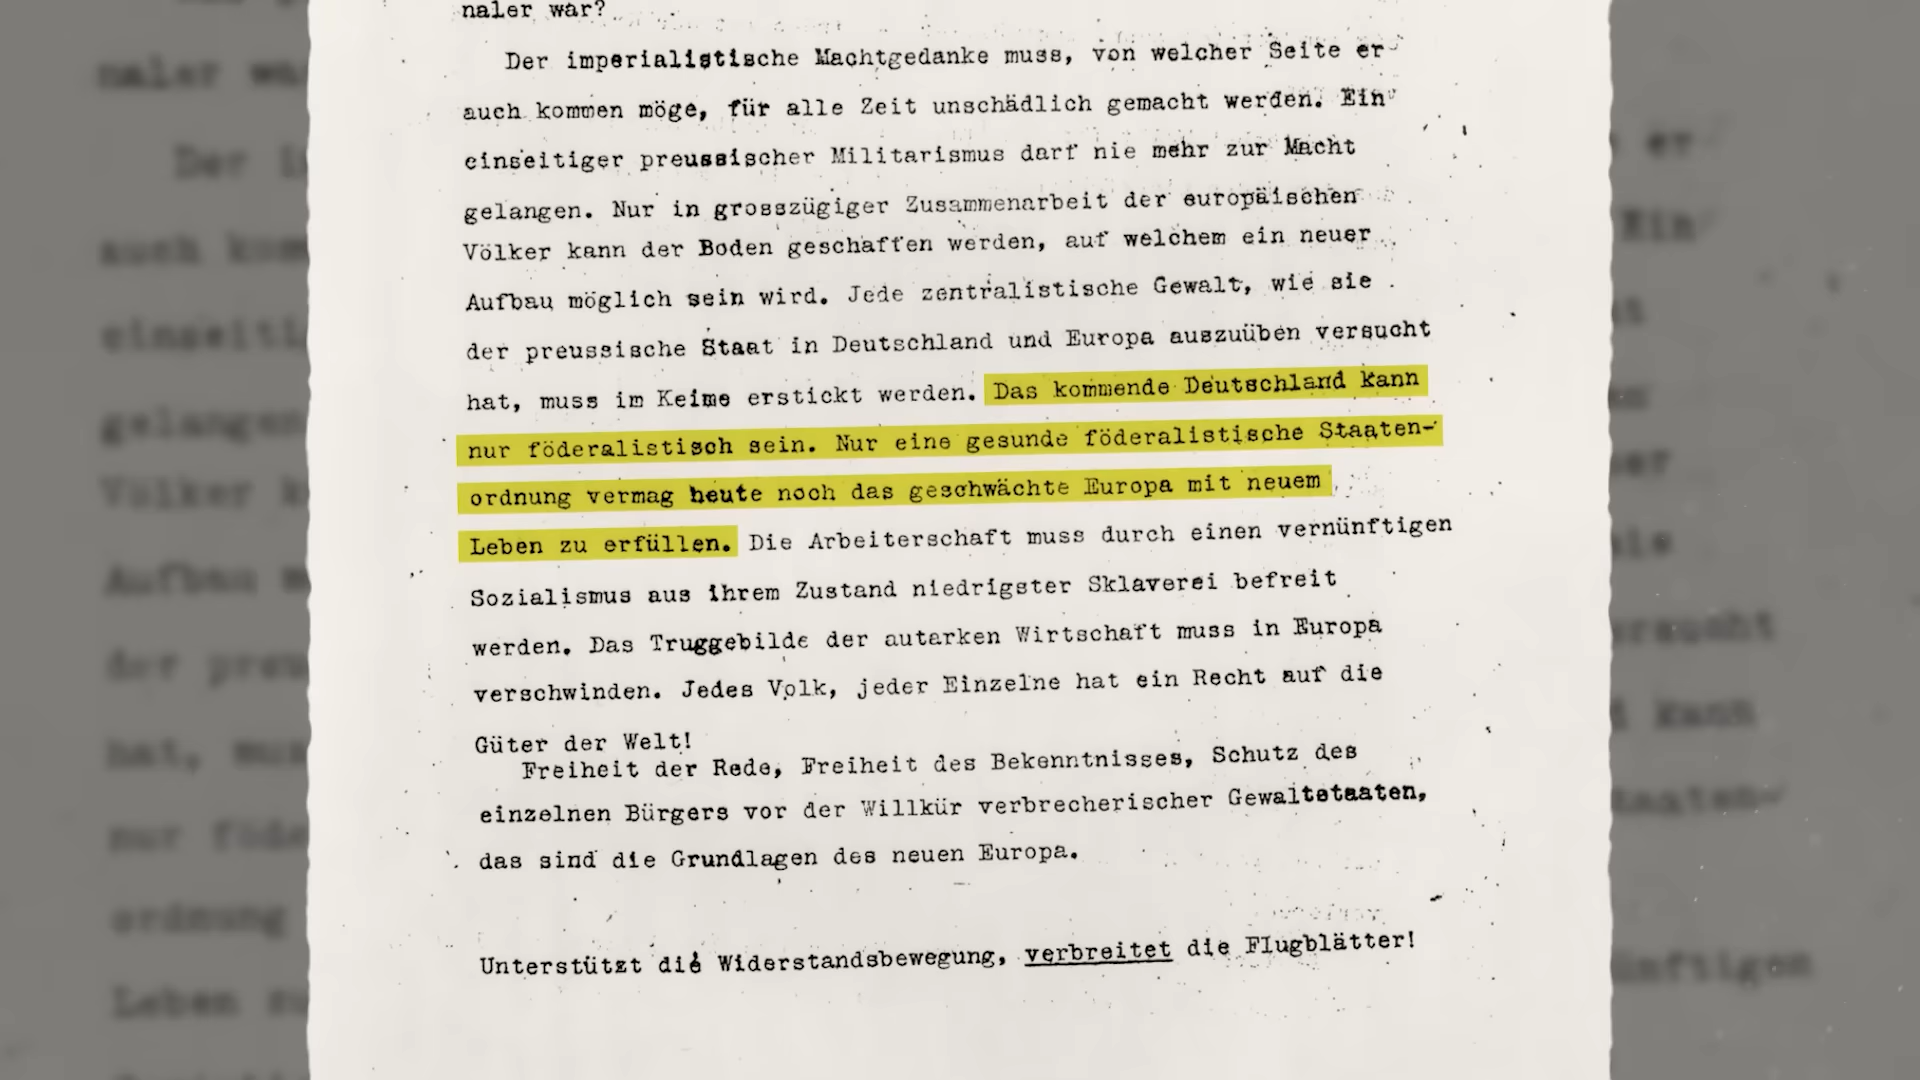 naler war?
Der imperialistische Machtgedanke muss, von welcher Seite er
auch kommen möge, für alle Zeit unschädlich gemacht werden. Ein
einseitiger preussischer Militarismus darf nie mehr zur Macht
gelangen. Nur in grosszügiger Zusammenarbeit der europäischen
Völker kann der Boden geschaffen werden, auf welchem ein neuer
Aufbau möglich sein wird. Jede zentralistische Gewalt, wie sie
der preussische Staat in Deutschland und Europa auszuüben versucht
hat, muss im Keime erstickt werden. Das kommende Deutschland kann
nur föderalistisch sein. Nur eine gesunde föderalistische Staaten-
ordnung vermag heute noch das geschwächte Europa mit neuem
Leben zu erfüllen. Die Arbeiterschaft muss durch einen vernünftigen
Sozialismus aus ihrem Zustand niedrigster Sklaverei befreit
werden. Das Truggebilde der autarken Wirtschaft muss in Europa
verschwinden. Jedes Volk, jeder Einzelne hat ein Recht auf die
Güter der Welt!
Freiheit der Rede, Freiheit des Bekenntnisses, Schutz des
einzelnen Bürgers vor der Willkür verbrecherischer Gewaltstaaten,
das sind die Grundlagen des neuen Europa.
Unterstützt die Widerstandsbewegung, verbreitet die Flugblätter!